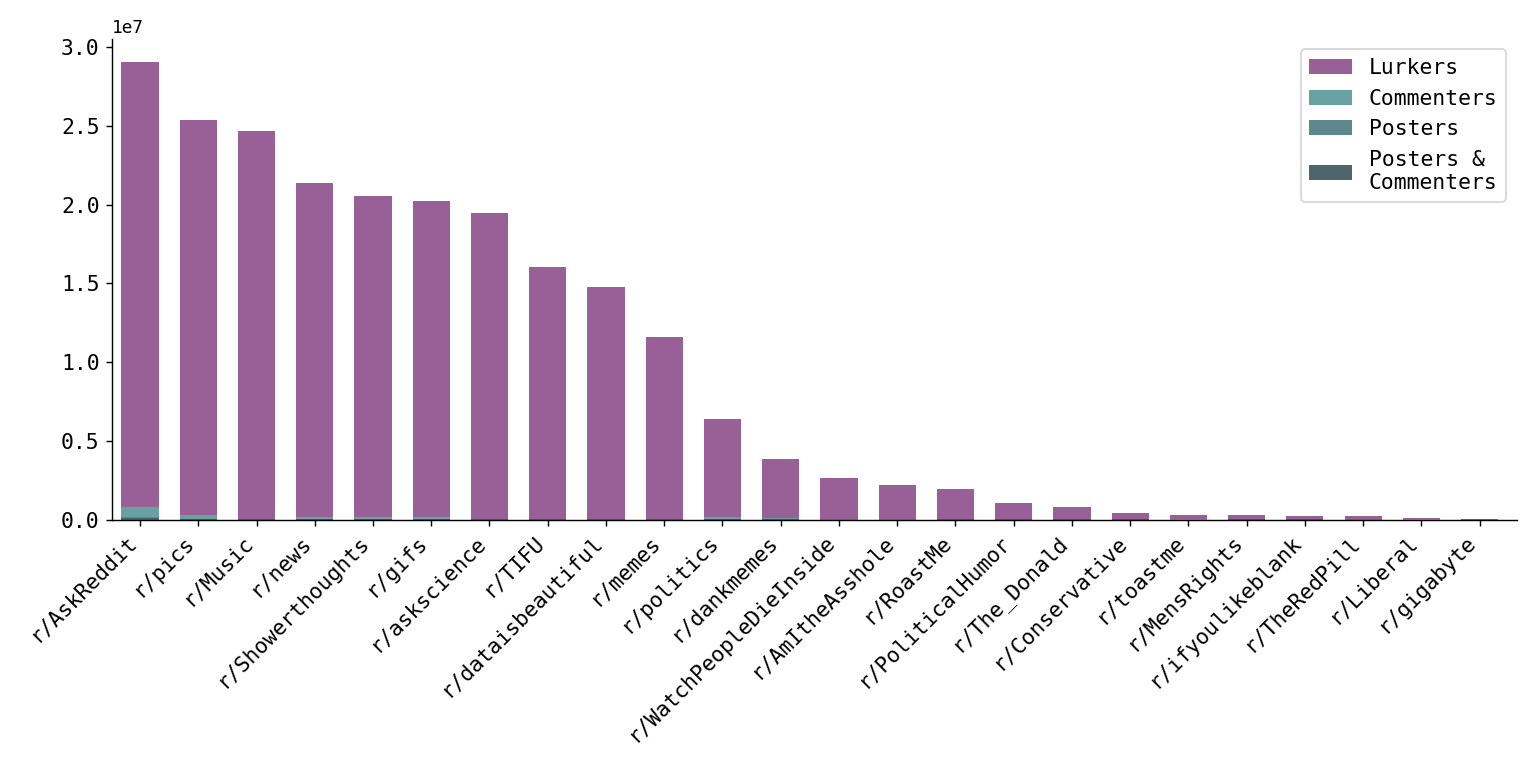 1e7
3.0
2.5
2.0
1.5
1.0
0.5
0.0
Lurkers
Commenters
Posters
Posters &
Commenters
r/AskReddit
r/pics
r/Music
r/news
r/Showerthoughts
r/gifs
r/askscience
r/TIFU
r/dataisbeautiful
r/memes
r/politics
r/dankmemes
r/WatchPeopleDieInside
r/AmItheAsshole
r/RoastMe
r/PoliticalHumor
r/The_Donald
r/Conservative
r/toastme
r/MensRights
r/ifyoulikeblank
r/TheRedPill
r/Liberal
r/gigabyte